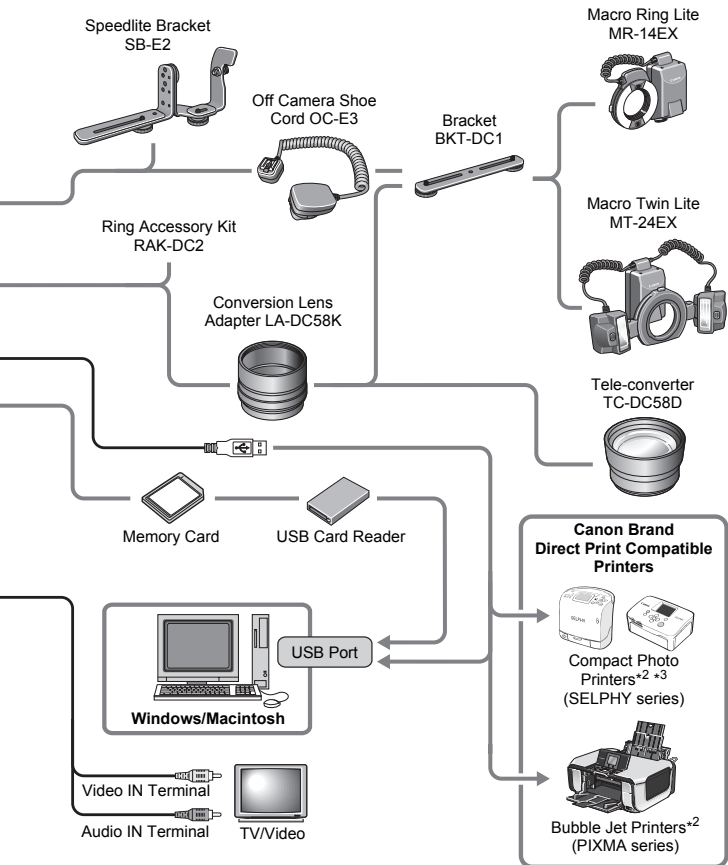 Speedlite Bracket
SB-E2
Macro Ring Lite
MR-14EX
Off Camera Shoe
Cord OC-E3
Bracket
BKT-DC1
Ring Accessory Kit
RAK-DC2
Macro Twin Lite
MT-24EX
Conversion Lens
Adapter LA-DC58K
Tele-converter
TC-DC58D
Memory Card
USB Card Reader
Canon Brand
Direct Print Compatible
Printers
SELPHY
Compact Photo
Printers*2 *3
(SELPHY series)
USB Port
Windows/Macintosh
Video IN Terminal
Audio IN Terminal
TV/Video
Bubble Jet Printers*2
(PIXMA series)